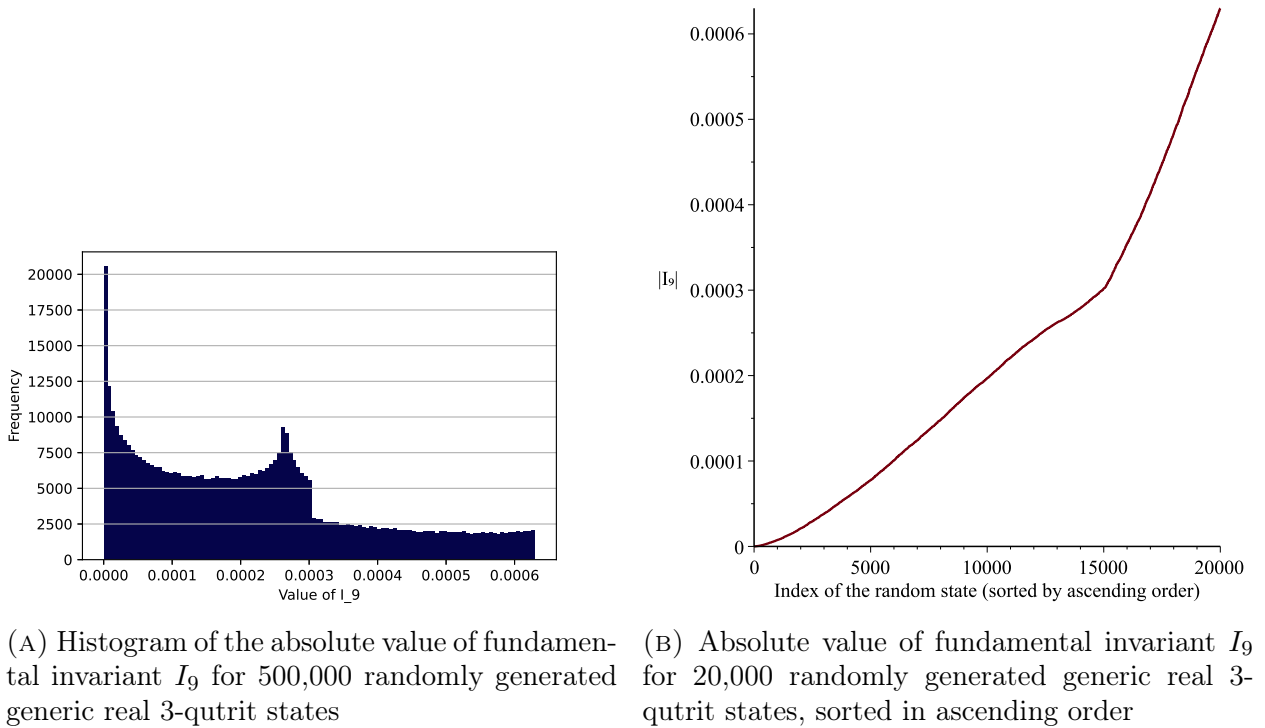 20000
17500
15000
12500
10000
7500
5000
2500
0
Frequency
0.0000 0.0001 0.0002 0.0003 0.0004 0.0005 0.0006
Value of I_9
0.0006
0.0005
0.0004
|I₉|
0.0003
0.0002
0.0001
0
0 5000 10000 15000 20000
Index of the random state (sorted by ascending order)
(A) Histogram of the absolute value of fundamen-
tal invariant I₉ for 500,000 randomly generated
generic real 3-qutrit states
(B) Absolute value of fundamental invariant I₉
for 20,000 randomly generated generic real 3-
qutrit states, sorted in ascending order